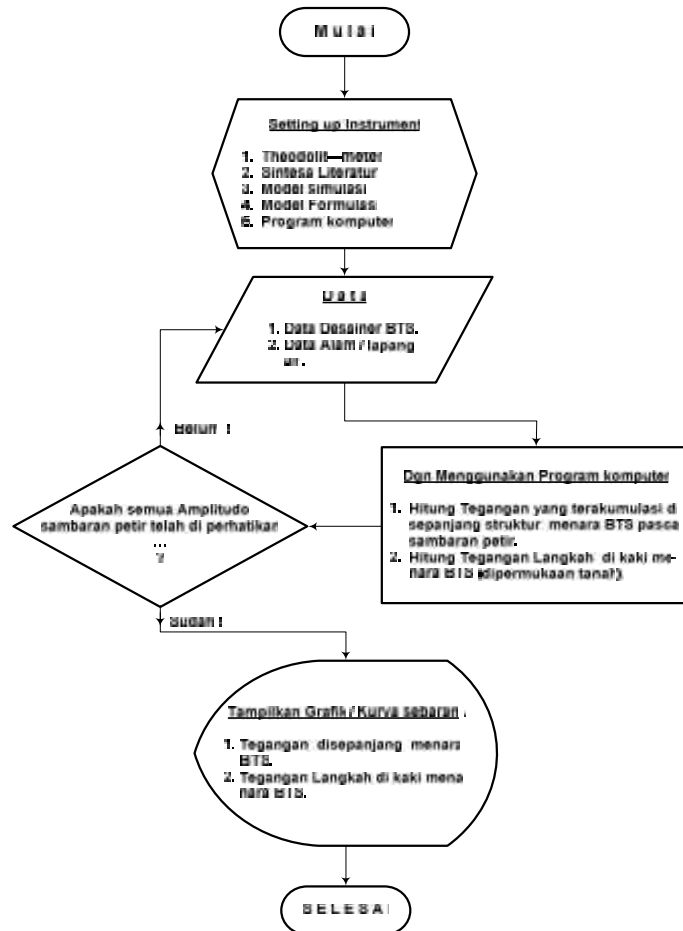 Mulai
Setting up Instrument
1. Theodolit—meter
2. Sintesa Literatur
3. Model simulasi
4. Model Formulasi
5. Program komputer
Data
1. Data Desainer BTS.
2. Data Alam / lapang
an.
Belum !
Dgn Menggunakan Program komputer
1. Hitung Tegangan yang terakumulasi di
sepanjang struktur menara BTS pasca
sambaran petir.
2. Hitung Tegangan Langkah di kaki me-
nara BTS (dipermukaan tanah).
Apakah semua Amplitudo
sambaran petir telah di perhatikan
...
?
Sudah !
Tampilkan Grafik / Kurva sebaran
1. Tegangan disepanjang menara
BTS.
2. Tegangan Langkah di kaki mena
nara BTS.
SELESAI